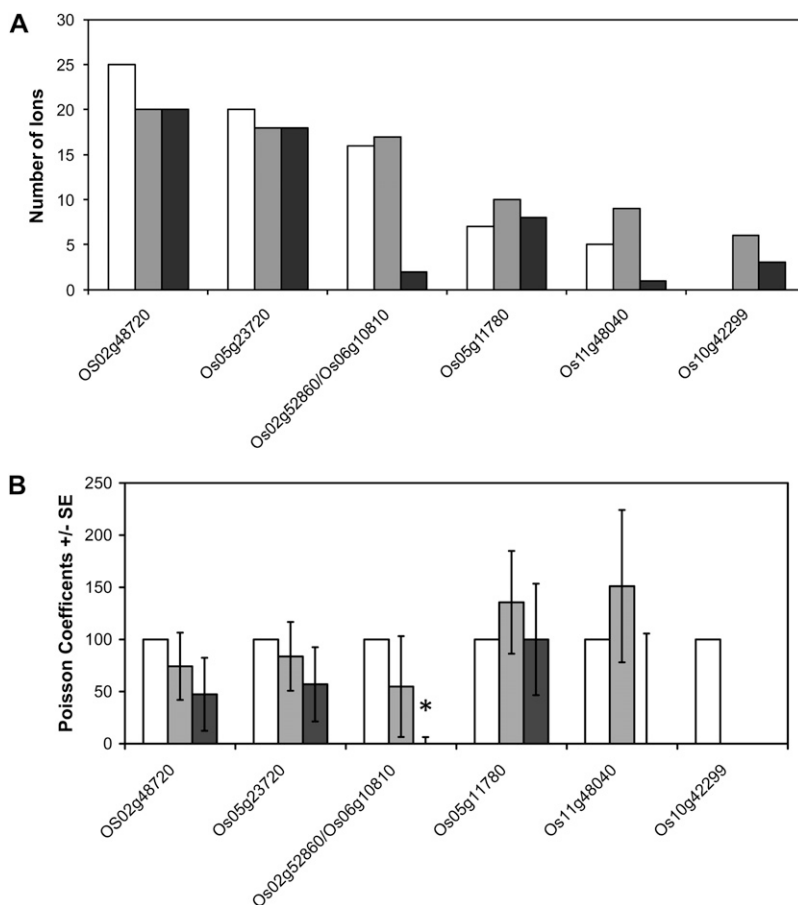 A
Number of Ions
30
25
20
15
10
5
0
OS02g48720
Os05g23720
Os02g52860/Os06g10810
Os05g11780
Os11g48040
Os10g42299
B
Poisson Coefficents +/- SE
250
200
150
100
50
0
*
OS02g48720
Os05g23720
Os02g52860/Os06g10810
Os05g11780
Os11g48040
Os10g42299